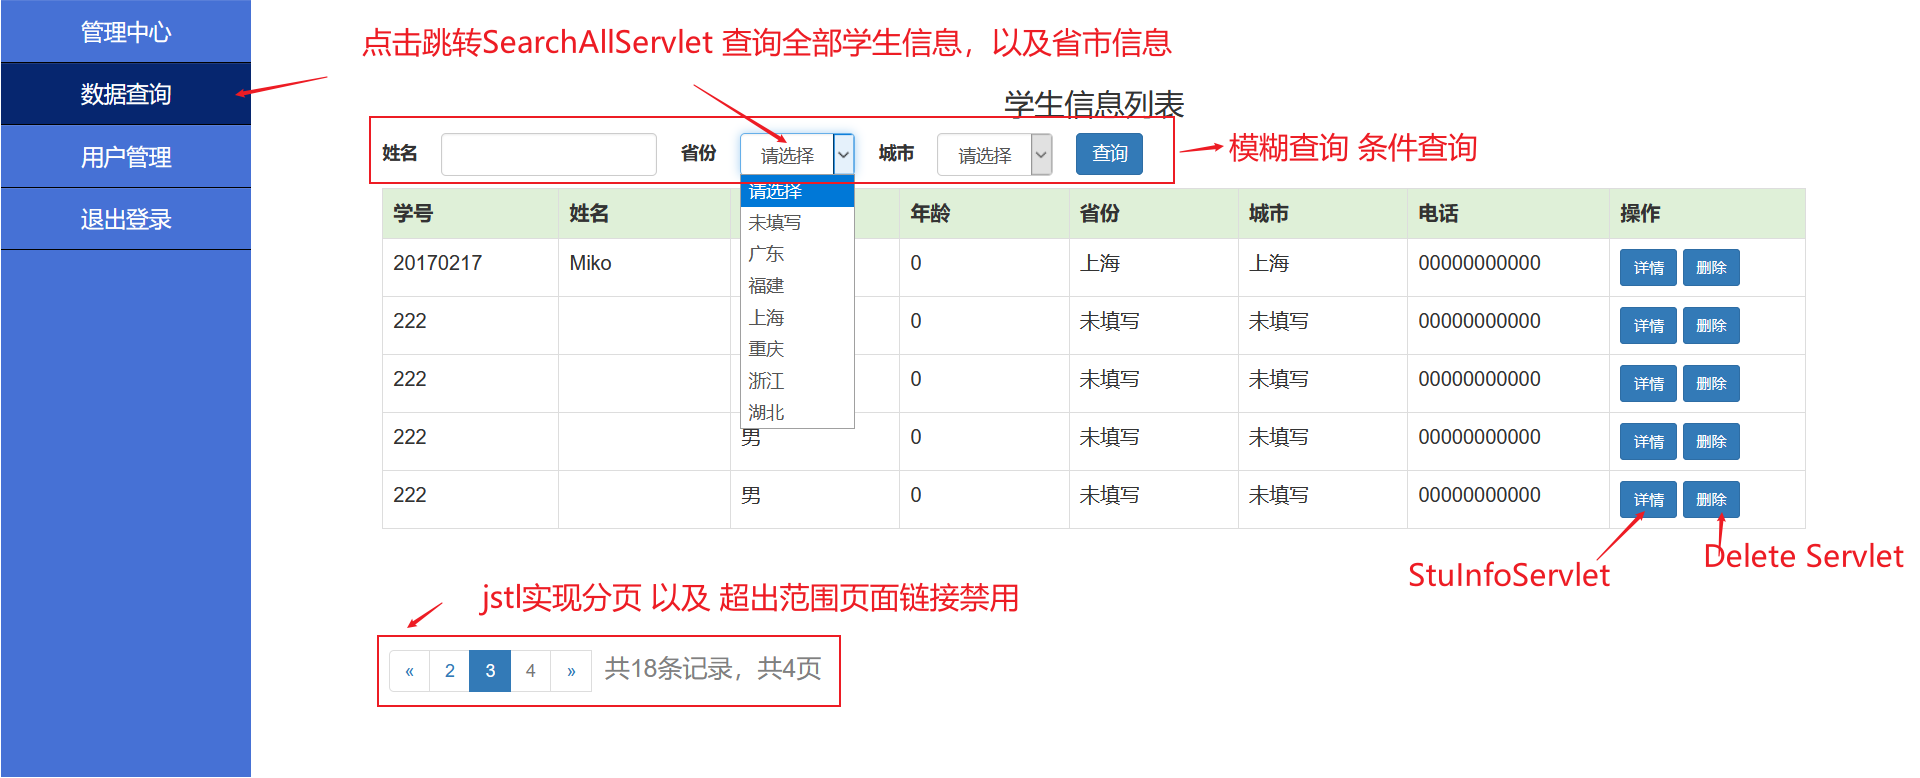 管理中心
数据查询
用户管理
退出登录
点击跳转SearchAllServlet 查询全部学生信息，以及省市信息
学生信息列表
姓名 省份 请选择 城市 请选择 查询
模糊查询 条件查询
请选择
未填写
广东
福建
上海
重庆
浙江
湖北
学号 姓名 年龄 省份 城市 电话 操作
20170217 Miko 0 上海 上海 00000000000 详情 删除
222 0 未填写 未填写 00000000000 详情 删除
222 0 未填写 未填写 00000000000 详情 删除
222 男 0 未填写 未填写 00000000000 详情 删除
222 男 0 未填写 未填写 00000000000 详情 删除
StuInfoServlet
Delete Servlet
jstl实现分页 以及 超出范围页面链接禁用
« 2 3 4 » 共18条记录，共4页